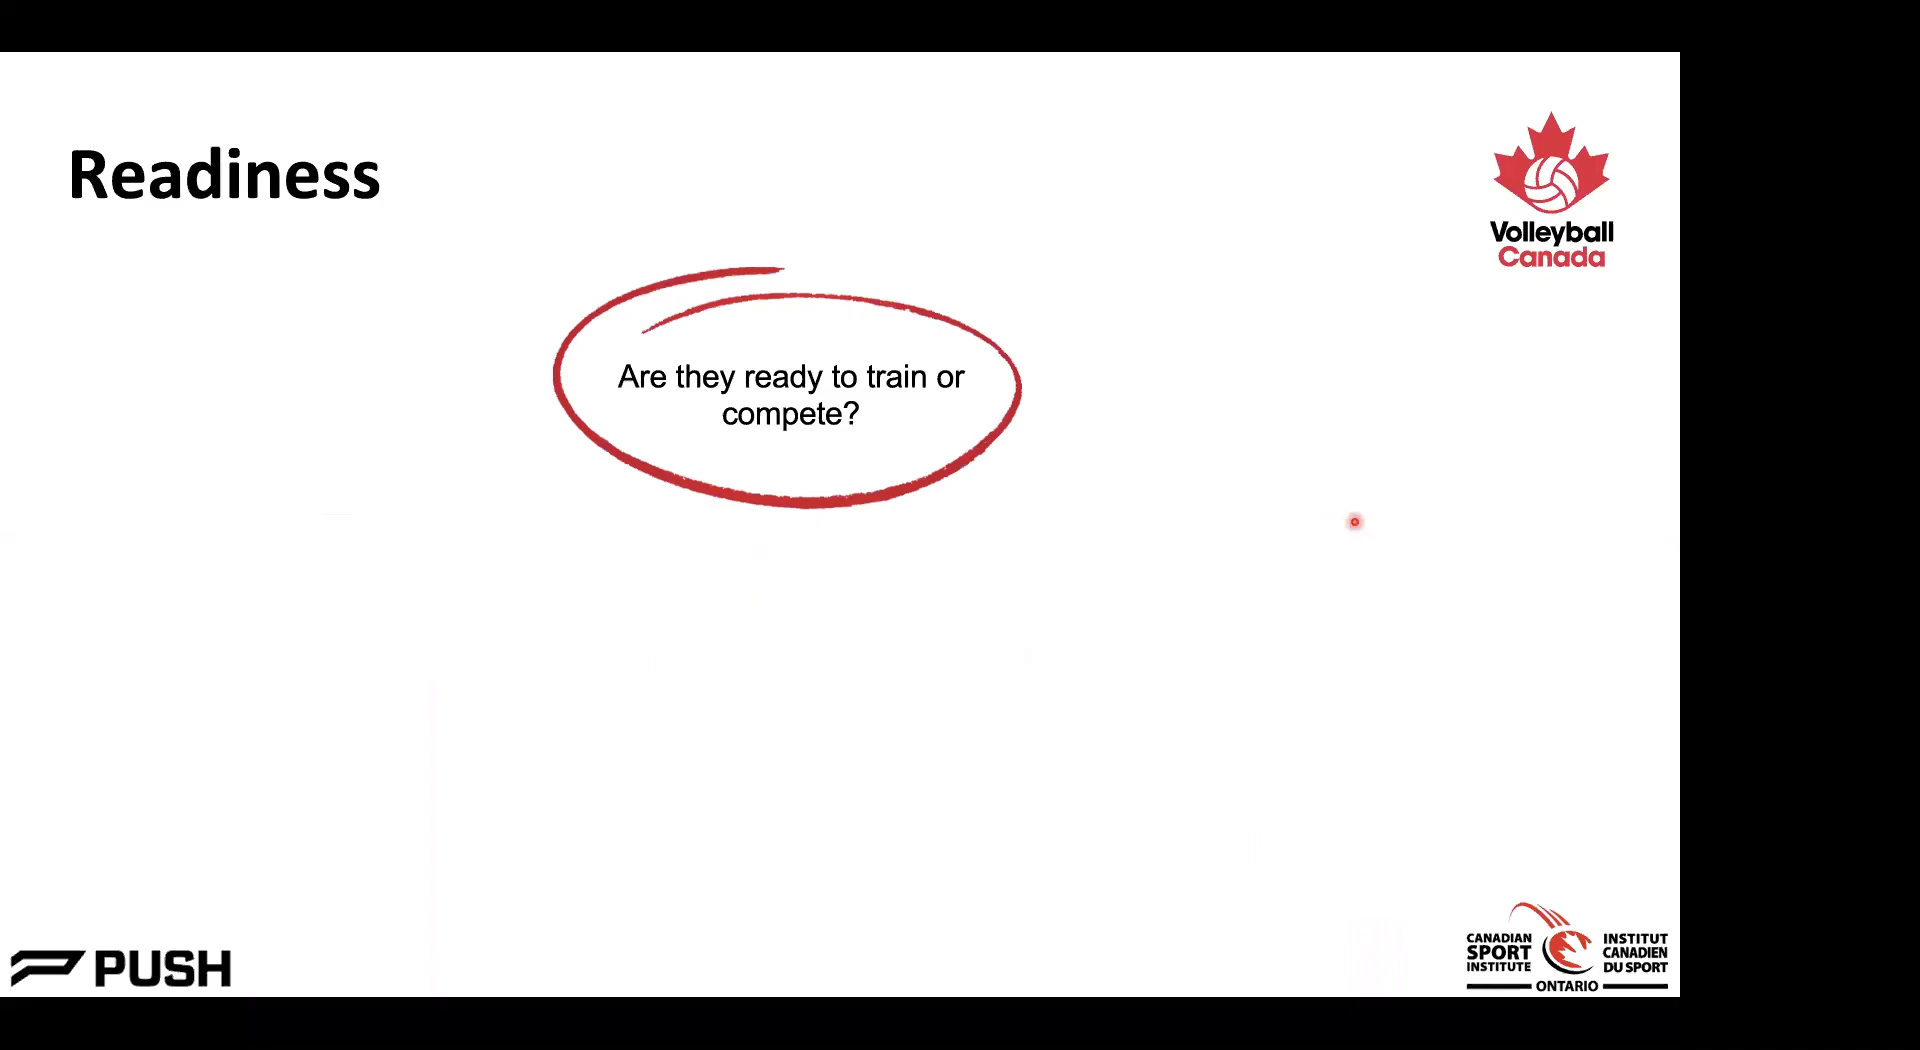 Readiness
Volleyball
Canada
Are they ready to train or
compete?
PUSH
CANADIAN
SPORT
INSTITUTE
INSTITUT
CANADIEN
DU SPORT
ONTARIO